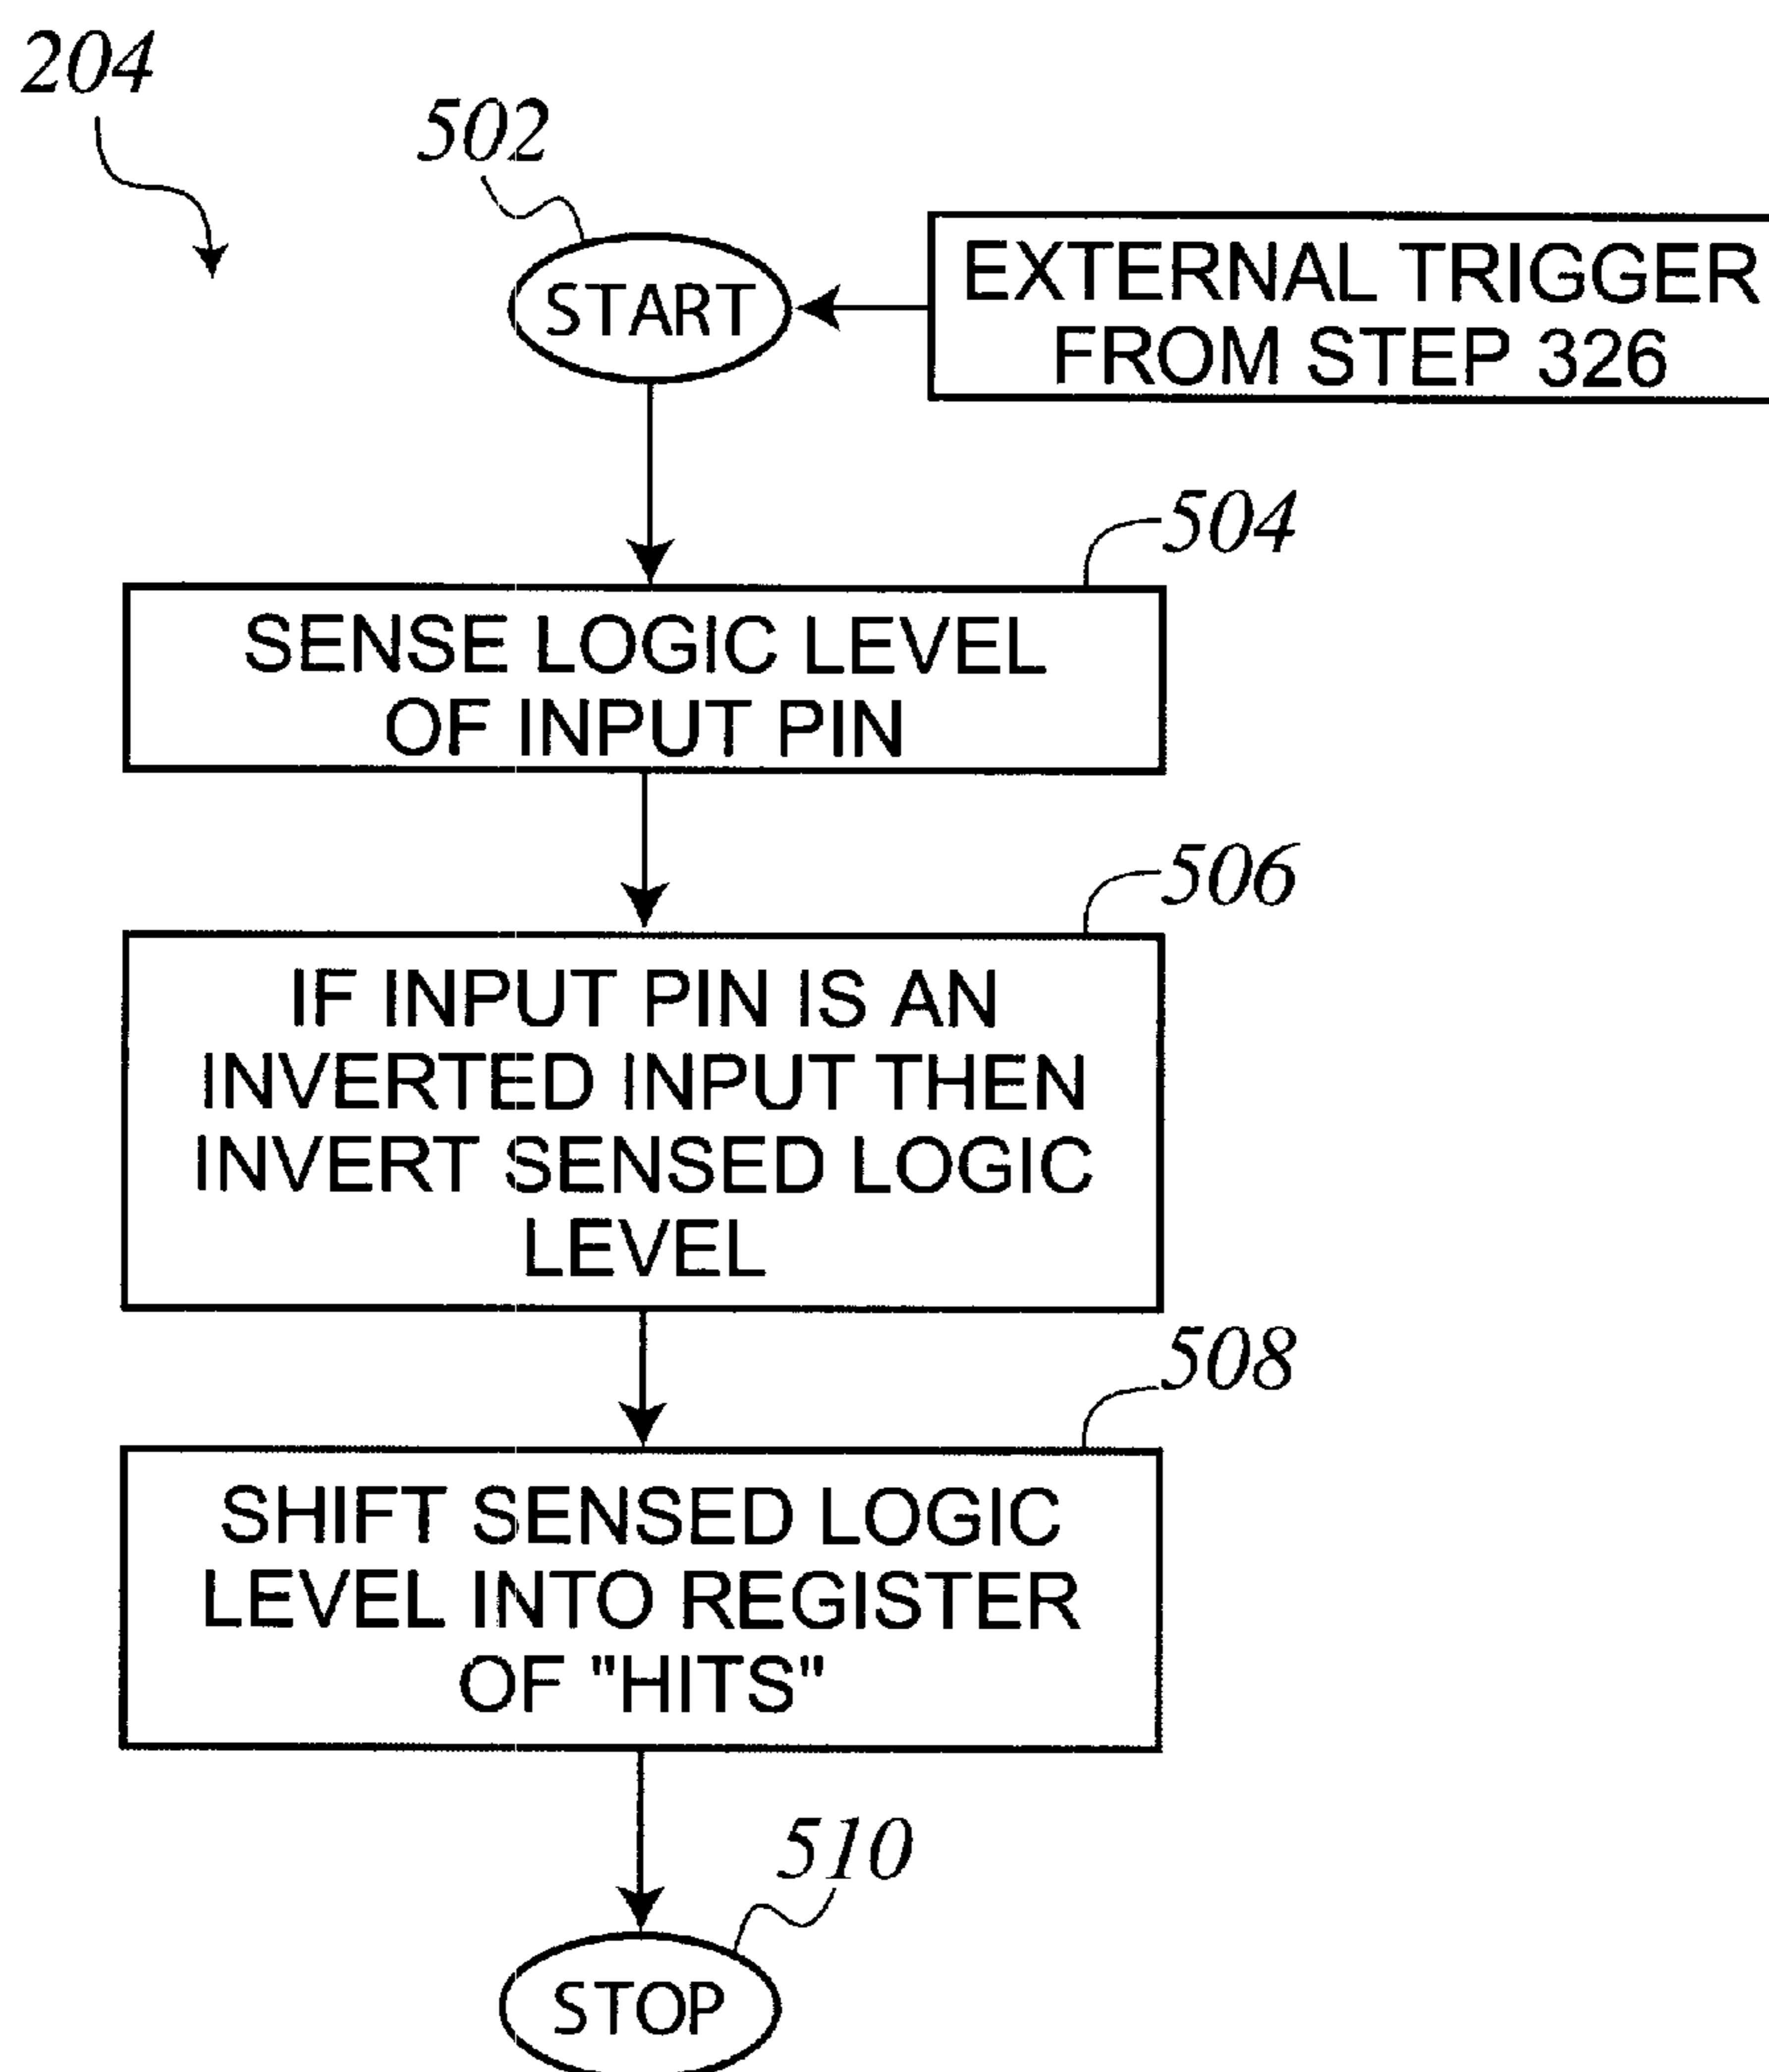 204
502
START
EXTERNAL TRIGGER
FROM STEP 326
504
SENSE LOGIC LEVEL
OF INPUT PIN
506
IF INPUT PIN IS AN
INVERTED INPUT THEN
INVERT SENSED LOGIC
LEVEL
508
SHIFT SENSED LOGIC
LEVEL INTO REGISTER
OF "HITS"
510
STOP